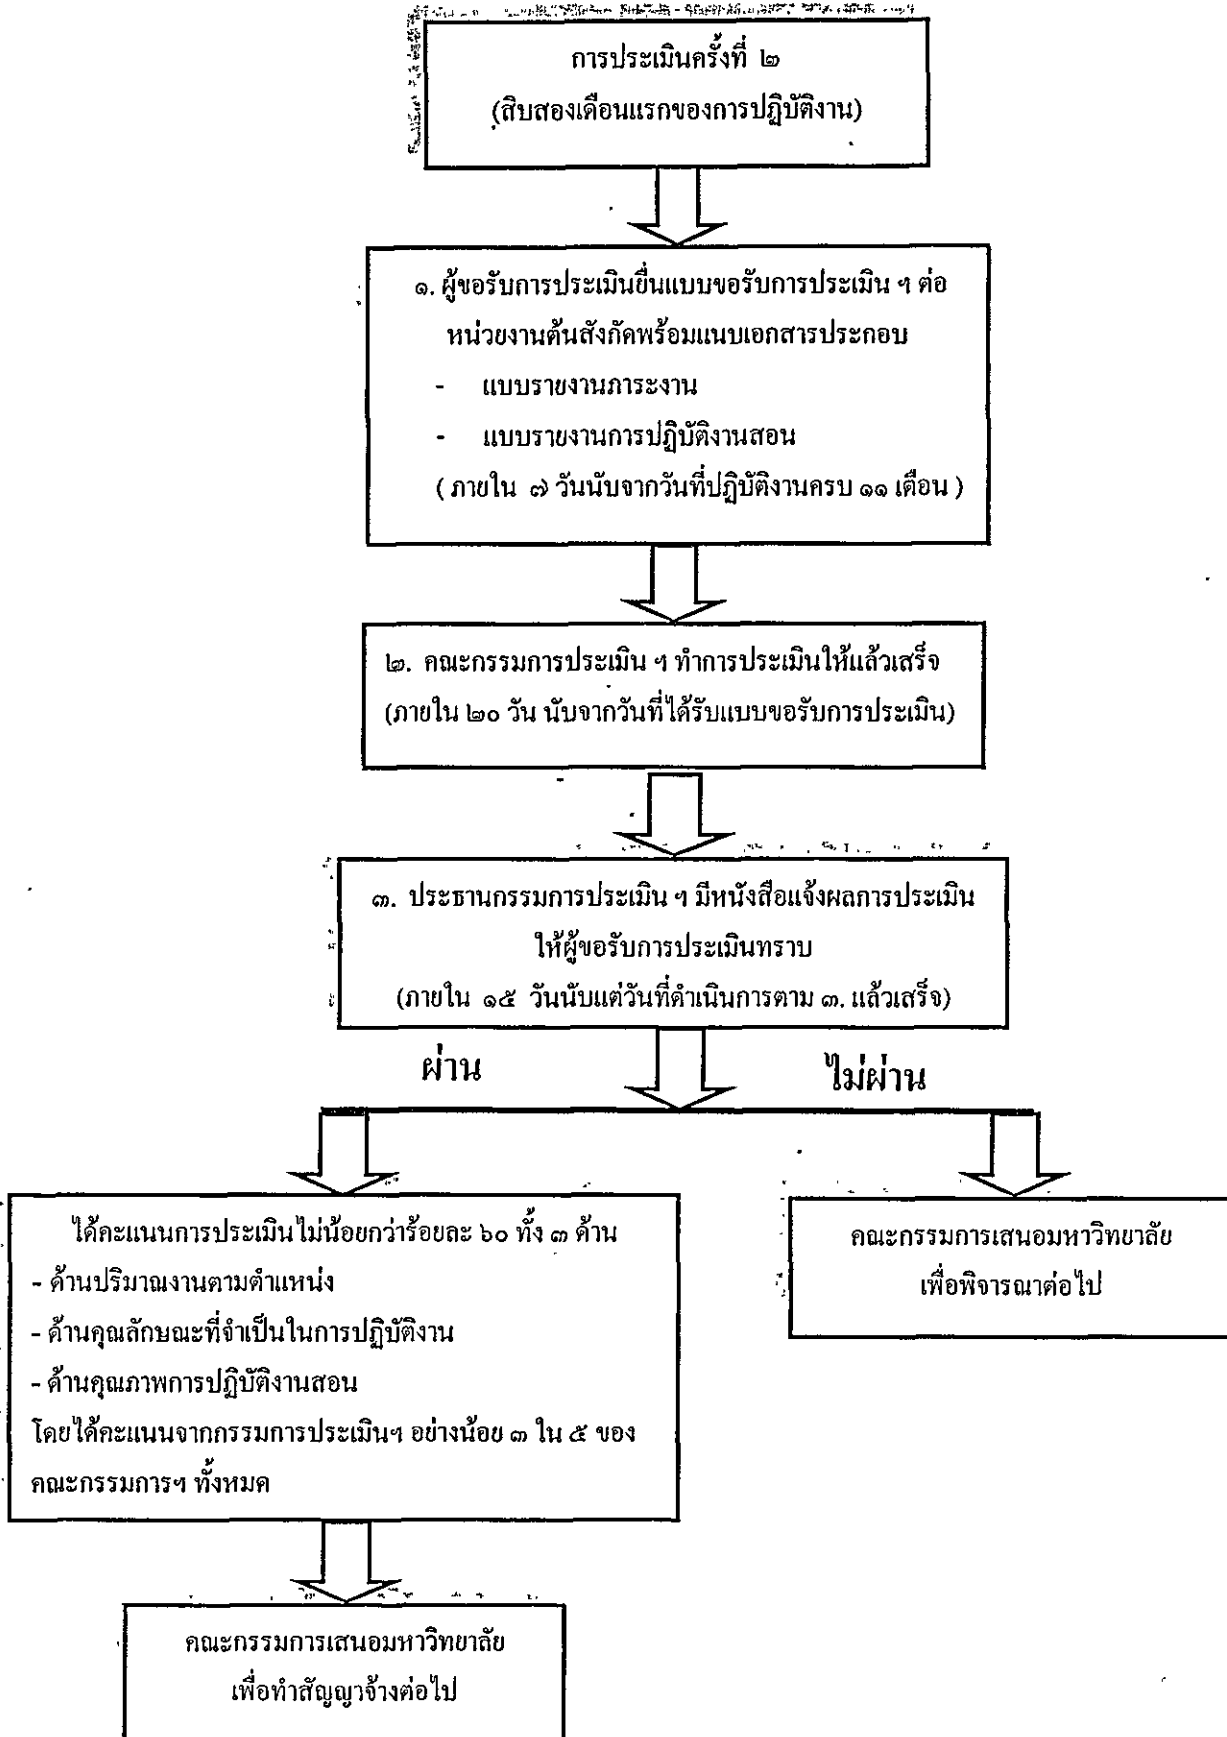 การประเมินครั้งที่ ๒
(สิบสองเดือนแรกของการปฏิบัติงาน)
๑. ผู้ขอรับการประเมินยื่นแบบขอรับการประเมิน ฯ ต่อ
หน่วยงานต้นสังกัดพร้อมแนบเอกสารประกอบ
- แบบรายงานภาระงาน
- แบบรายงานการปฏิบัติงานสอน
( ภายใน ๗ วันนับจากวันที่ปฏิบัติงานครบ ๑๑ เดือน )
๒. คณะกรรมการประเมิน ฯ ทำการประเมินให้แล้วเสร็จ
(ภายใน ๒๐ วัน นับจากวันที่ได้รับแบบขอรับการประเมิน)
๓. ประธานกรรมการประเมิน ฯ มีหนังสือแจ้งผลการประเมิน
ให้ผู้ขอรับการประเมินทราบ
(ภายใน ๑๕ วันนับแต่วันที่ดำเนินการตาม ๓. แล้วเสร็จ)
ผ่าน
ไม่ผ่าน
ได้คะแนนการประเมินไม่น้อยกว่าร้อยละ ๖๐ ทั้ง ๓ ด้าน
- ด้านปริมาณงานตามตำแหน่ง
- ด้านคุณลักษณะที่จำเป็นในการปฏิบัติงาน
- ด้านคุณภาพการปฏิบัติงานสอน
โดยได้คะแนนจากกรรมการประเมินฯ อย่างน้อย ๓ ใน ๕ ของ
คณะกรรมการฯ ทั้งหมด
คณะกรรมการเสนอมหาวิทยาลัย
เพื่อพิจารณาต่อไป
คณะกรรมการเสนอมหาวิทยาลัย
เพื่อทำสัญญาจ้างต่อไป